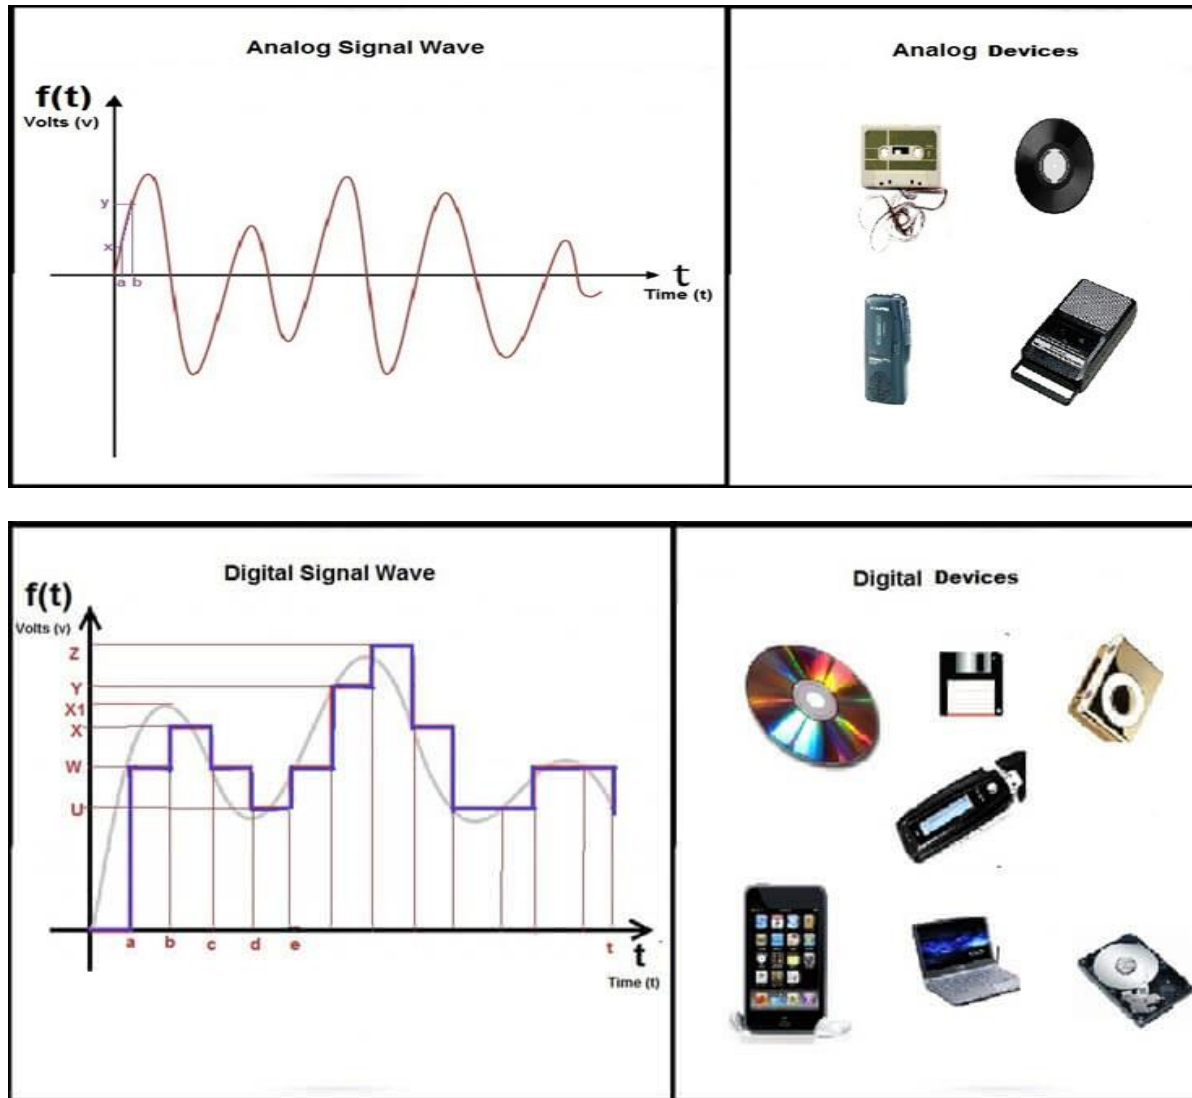 Analog Signal Wave
f(t)
Volts (v)
y
x
a b
t
Time (t)
Analog Devices
Digital Signal Wave
f(t)
Volts (v)
Z
Y
X1
X
W
U
a b c d e t
t
Time (t)
Digital Devices